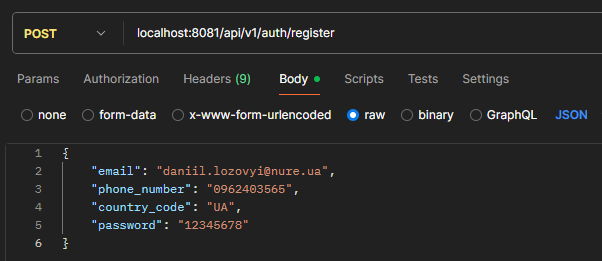 POST localhost:8081/api/v1/auth/register
Params Authorization Headers (9) Body Scripts Tests Settings
none form-data x-www-form-urlencoded raw binary GraphQL JSON
1 {
2 "email": "daniil.lozovyi@nure.ua",
3 "phone_number": "0962403565",
4 "country_code": "UA",
5 "password": "12345678"
6 }